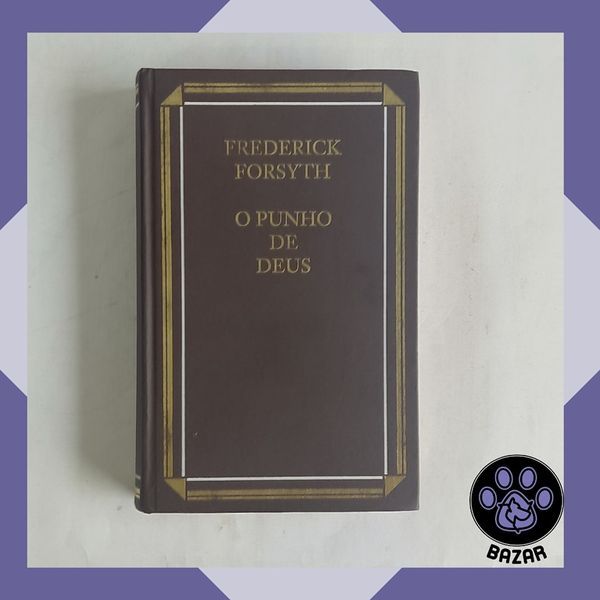 FREDERICK
FORSYTH
O PUNHO
DE
DEUS
BAZAR